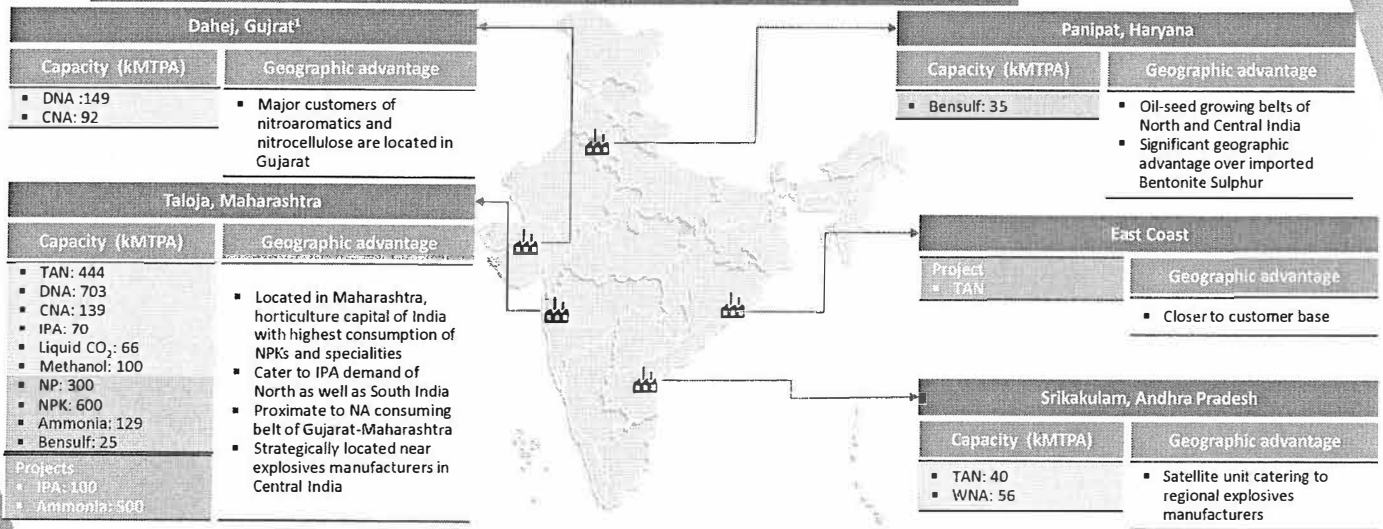 Dahej, Gujrat¹
Capacity (kMTPA)
▪ DNA :149
▪ CNA: 92
Geographic advantage
▪ Major customers of
nitroaromatics and
nitrocellulose are located in
Gujarat
Taloja, Maharashtra
Capacity (kMTPA)
▪ TAN: 444
▪ DNA: 703
▪ CNA: 139
▪ IPA: 70
▪ Liquid CO₂: 66
▪ Methanol: 100
▪ NP: 300
▪ NPK: 600
▪ Ammonia: 129
▪ Bensulf: 25
Projects
▪ IPA: 100
▪ Ammonia: 500
Geographic advantage
▪ Located in Maharashtra,
horticulture capital of India
with highest consumption of
NPKs and specialities
▪ Cater to IPA demand of
North as well as South India
▪ Proximate to NA consuming
belt of Gujarat-Maharashtra
▪ Strategically located near
explosives manufacturers in
Central India
Panipat, Haryana
Capacity (kMTPA)
▪ Bensulf: 35
Geographic advantage
▪ Oil-seed growing belts of
North and Central India
▪ Significant geographic
advantage over imported
Bentonite Sulphur
East Coast
Project
▪ TAN
Geographic advantage
▪ Closer to customer base
Srikakulam, Andhra Pradesh
Capacity (kMTPA)
▪ TAN: 40
▪ WNA: 56
Geographic advantage
▪ Satellite unit catering to
regional explosives
manufacturers